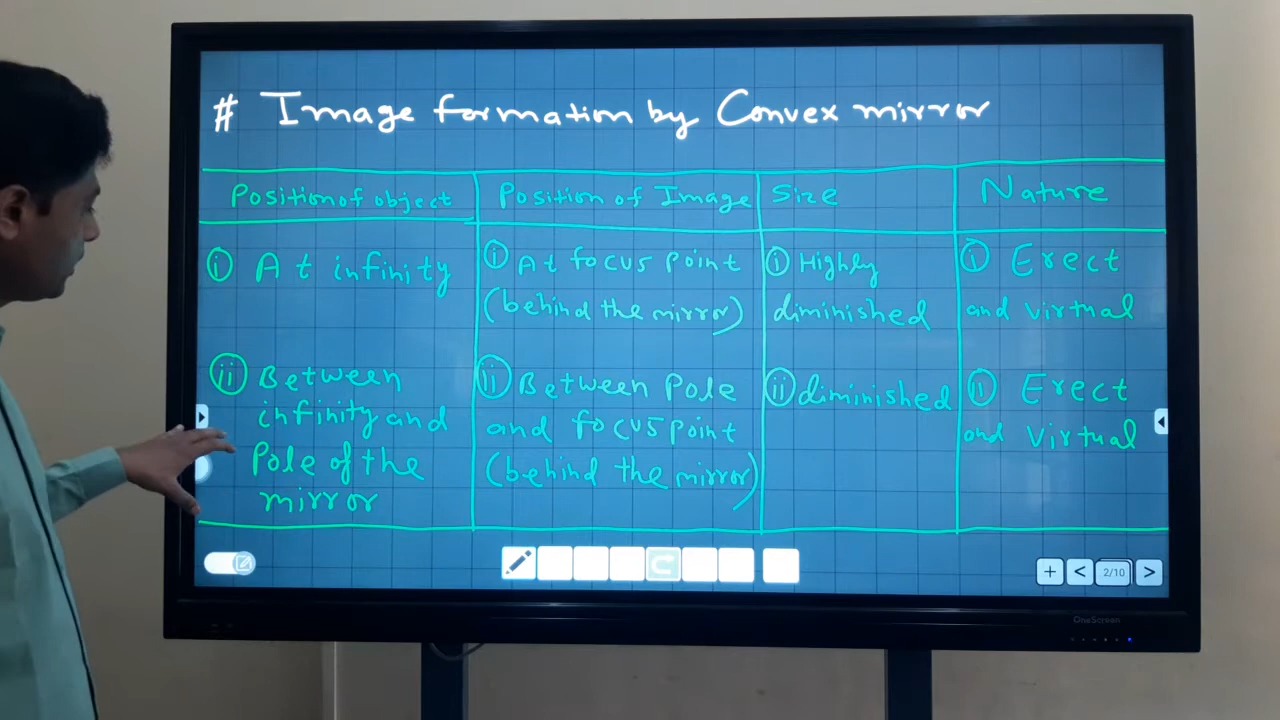 # Image formation by Convex mirror
Position of object
Position of Image
Size
Nature
(i) At infinity
(i) At focus point
(behind the mirror)
(i) Highly
diminished
(i) Erect
and virtual
(ii) Between
infinity and
Pole of the
mirror
(ii) Between Pole
and focus point
(behind the mirror)
(ii) diminished
(ii) Erect
and virtual
2/10
OneScreen